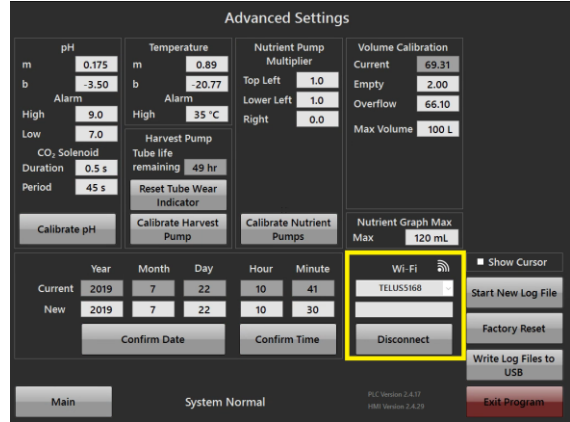 Advanced Settings
pH
m 0.175
b -3.50
Alarm
High 9.0
Low 7.0
CO₂ Solenoid
Duration 0.5 s
Period 45 s
Calibrate pH
Temperature
m 0.89
b -20.77
Alarm
High 35 °C
Harvest Pump
Tube life
remaining 49 hr
Reset Tube Wear
Indicator
Calibrate Harvest
Pump
Nutrient Pump
Multiplier
Top Left 1.0
Lower Left 1.0
Right 0.0
Calibrate Nutrient
Pumps
Volume Calibration
Current 69.31
Empty 2.00
Overflow 66.10
Max Volume 100 L
Nutrient Graph Max
Max 120 mL
Year Month Day Hour Minute
Current 2019 7 22 10 41
New 2019 7 22 10 30
Confirm Date
Confirm Time
Wi-Fi
TELUS5168
Disconnect
Show Cursor
Start New Log File
Factory Reset
Write Log Files to
USB
Exit Program
Main
System Normal
PLC Version 2.4.17
HMI Version 2.4.29